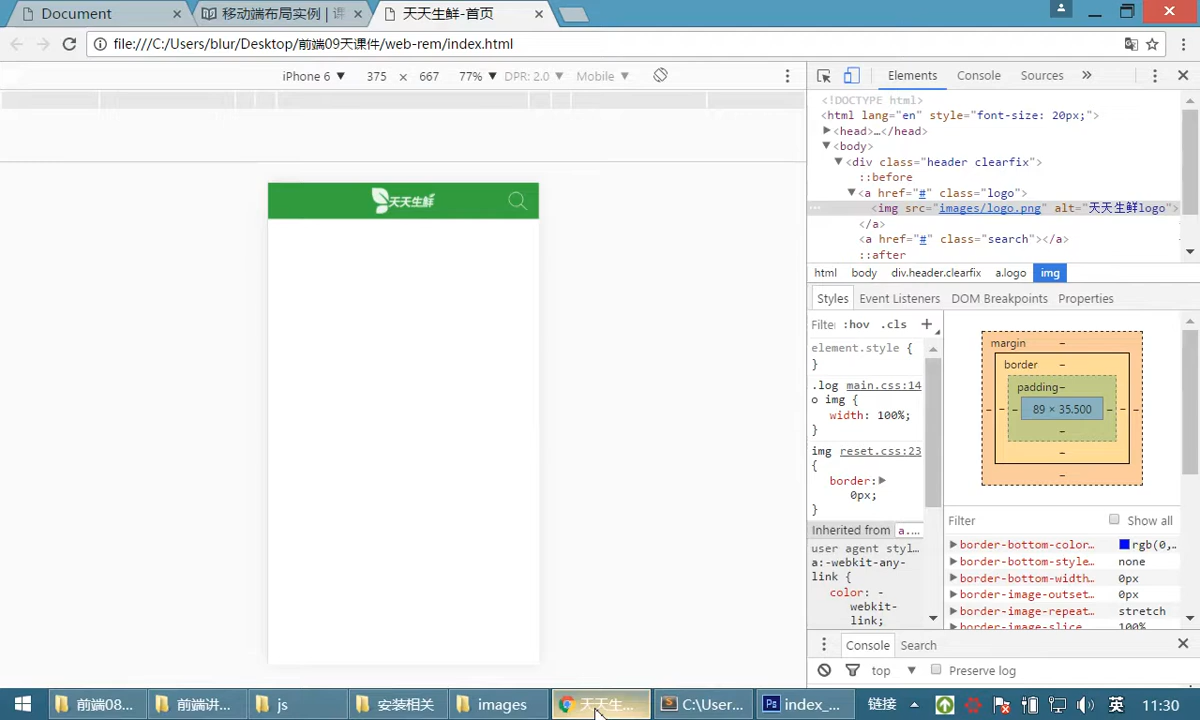 Document
移动端布局实例 | 课
天天生鲜-首页
file:///C:/Users/blur/Desktop/前端09天课件/web-rem/index.html
iPhone 6 ▼ 375 × 667 77% ▼ DPR: 2.0 ▼ Mobile ▼
天天生鲜
Elements Console Sources »
<!DOCTYPE html>
<html lang="en" style="font-size: 20px;">
<head>…</head>
<body>
<div class="header clearfix">
::before
<a href="#" class="logo">
<img src="images/logo.png" alt="天天生鲜logo">
</a>
<a href="#" class="search"></a>
::after
html body div.header.clearfix a.logo img
Styles Event Listeners DOM Breakpoints Properties
:hov .cls +
element.style {
}
.log main.css:14
o img {
width: 100%;
}
img reset.css:23
{
border:
0px;
}
Inherited from a.…
user agent styl…
a:-webkit-any-
link {
color: -
webkit-
link;
margin –
border –
padding –
– – – 89 × 35.500 – – –
–
–
–
Filter Show all
border-bottom-color… rgb(0,…
border-bottom-style… none
border-bottom-width… 0px
border-image-outset… 0px
border-image-repeat… stretch
border-image-slice 100%
Console Search
top ▼ Preserve log
前端08... 前端讲... js 安装相关 images 天天生... C:\User... index_... 链接 英 11:30